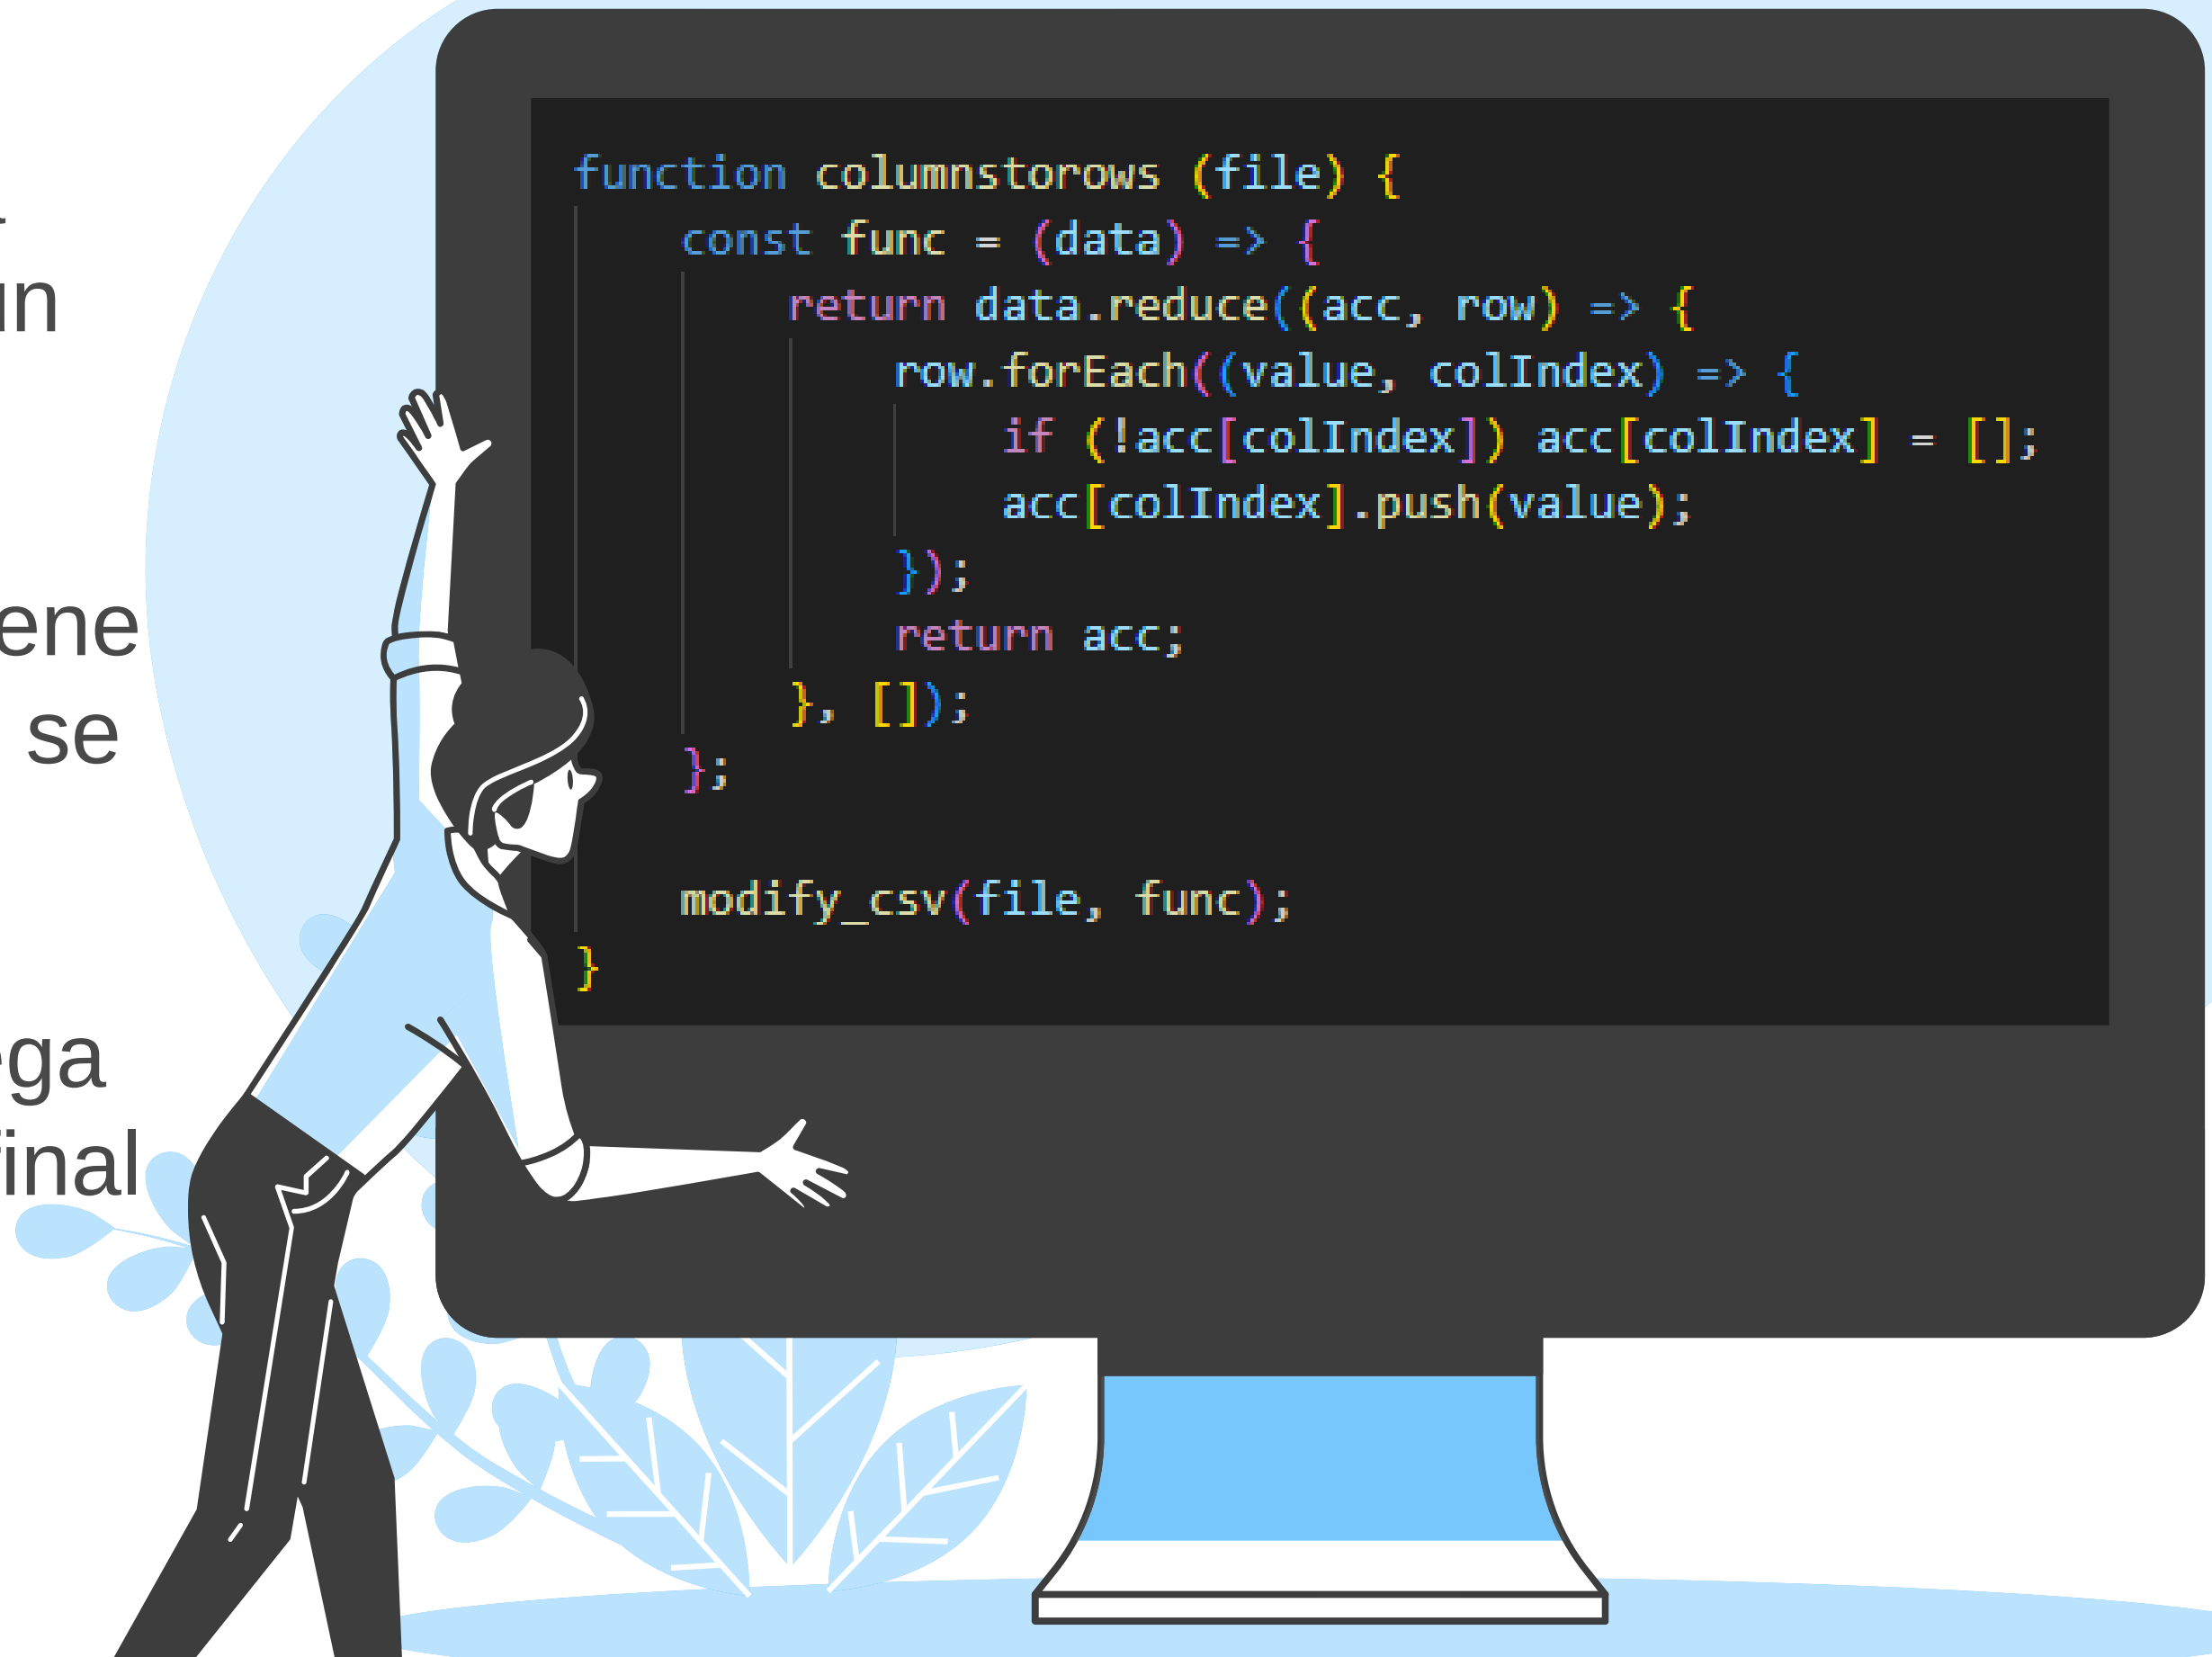 un
ene
se
ega
final
function columnstorows (file) {
    const func = (data) => {
        return data.reduce((acc, row) => {
            row.forEach((value, colIndex) => {
                if (!acc[colIndex]) acc[colIndex] = [];
                acc[colIndex].push(value);
            });
            return acc;
        }, []);
    };

    modify_csv(file, func);
}